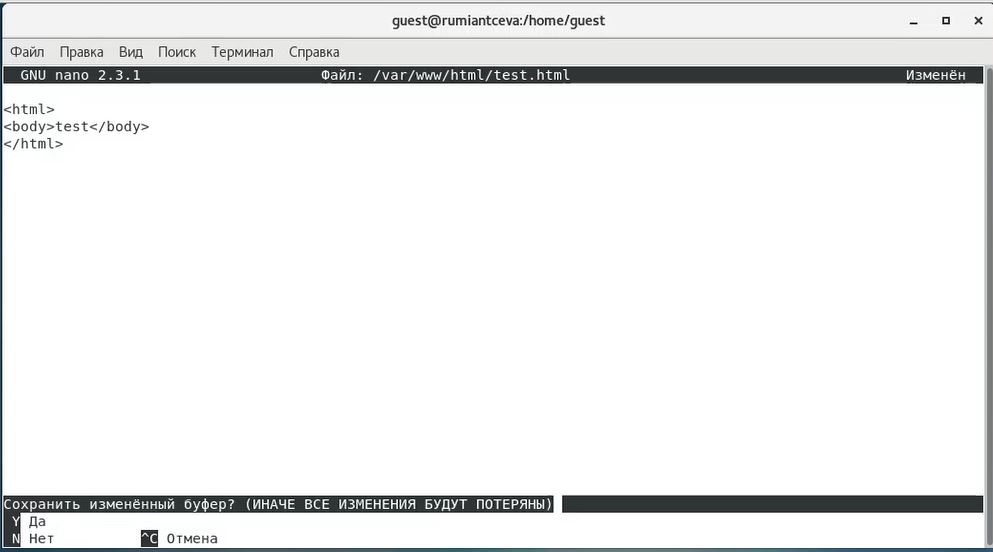 guest@rumiantceva:/home/guest
Файл Правка Вид Поиск Терминал Справка
GNU nano 2.3.1 Файл: /var/www/html/test.html Изменён
<html>
<body>test</body>
</html>
Сохранить изменённый буфер? (ИНАЧЕ ВСЕ ИЗМЕНЕНИЯ БУДУТ ПОТЕРЯНЫ)
Y Да
N Нет ^C Отмена